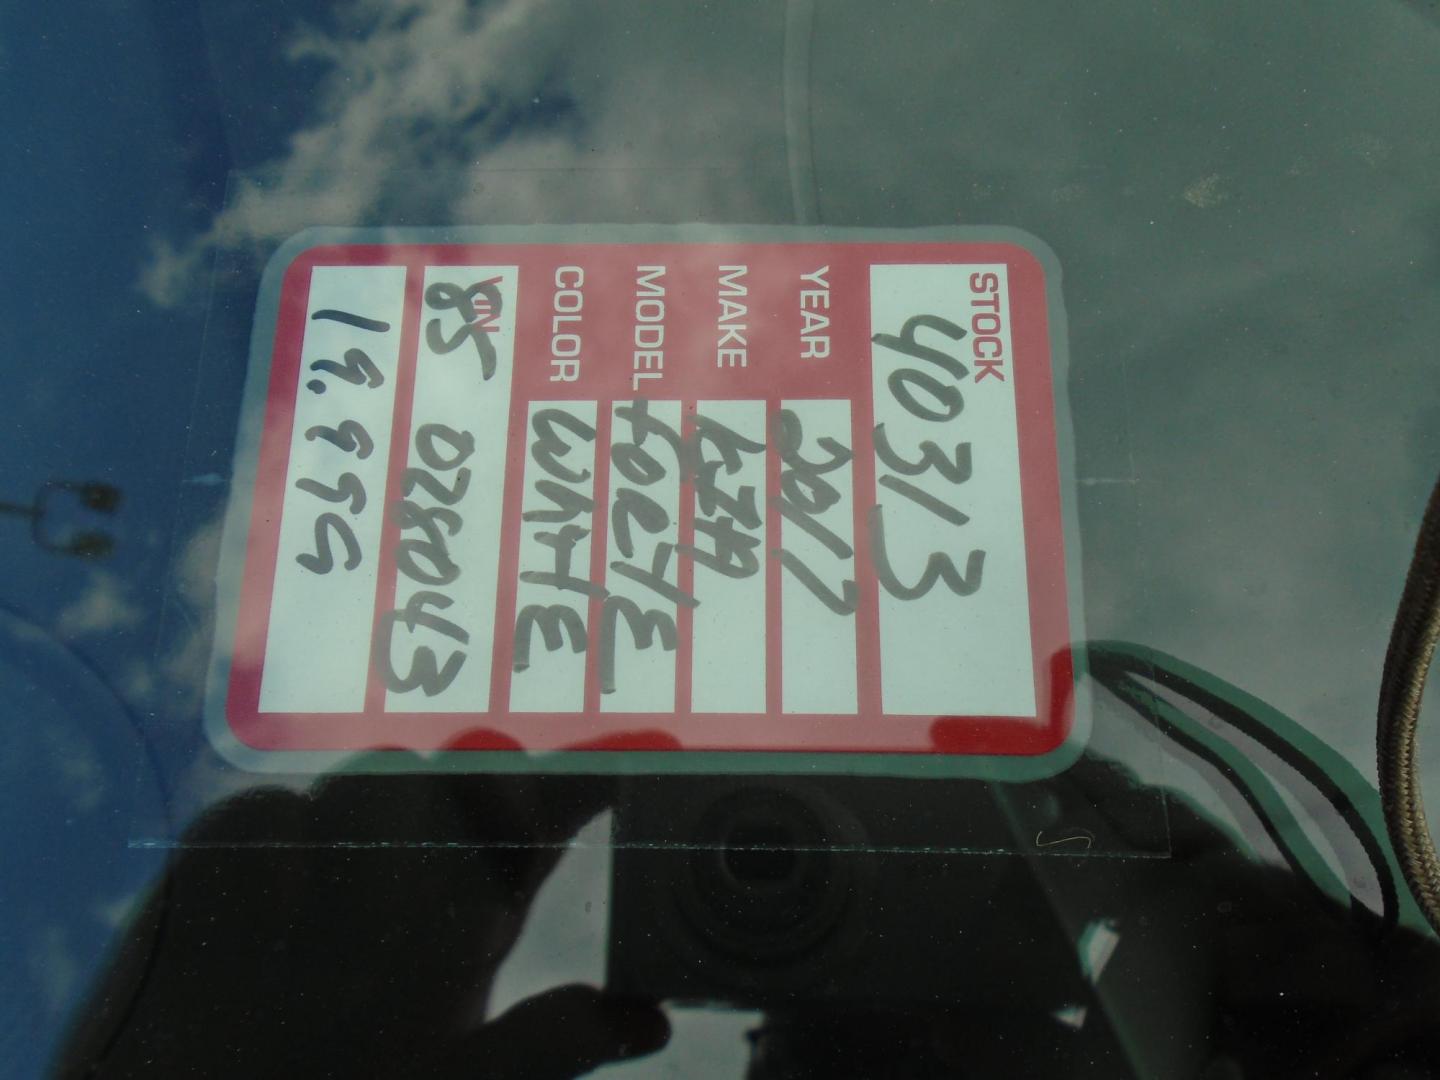 STOCK
40313
YEAR 2017
MAKE KIA
MODEL FORTE
COLOR WHITE
VIN 85 028043
13,995